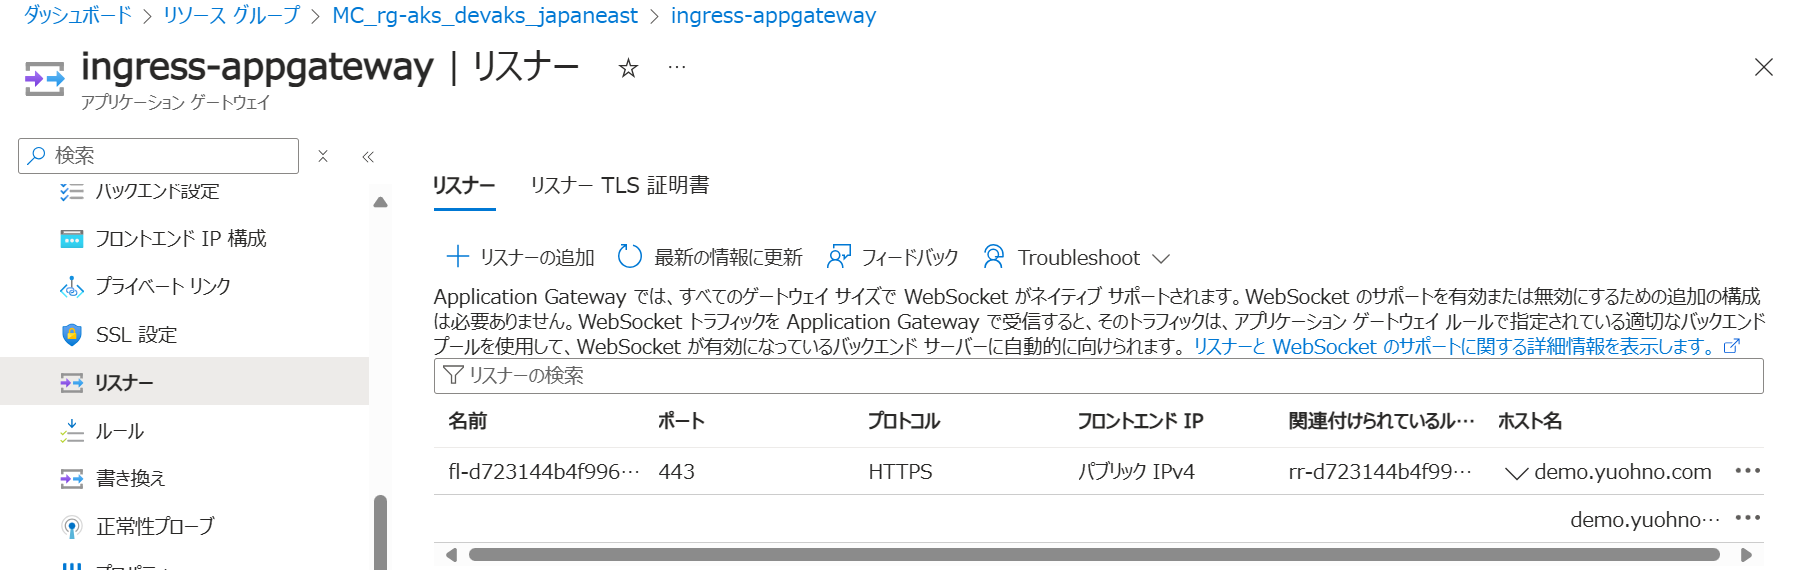 ダッシュボード > リソース グループ > MC_rg-aks_devaks_japaneast > ingress-appgateway
ingress-appgateway | リスナー ☆ …
アプリケーション ゲートウェイ
検索
バックエンド設定
フロントエンド IP 構成
プライベート リンク
SSL 設定
リスナー
ルール
書き換え
正常性プローブ
プロパティ
リスナー リスナー TLS 証明書
リスナーの追加 最新の情報に更新 フィードバック Troubleshoot
Application Gateway では、すべてのゲートウェイ サイズで WebSocket がネイティブ サポートされます。WebSocket のサポートを有効または無効にするための追加の構成
は必要ありません。WebSocket トラフィックを Application Gateway で受信すると、そのトラフィックは、アプリケーション ゲートウェイ ルールで指定されている適切なバックエンド
プールを使用して、WebSocket が有効になっているバックエンド サーバーに自動的に向けられます。 リスナーと WebSocket のサポートに関する詳細情報を表示します。
リスナーの検索
名前 ポート プロトコル フロントエンド IP 関連付けられているル… ホスト名
fl-d723144b4f996… 443 HTTPS パブリック IPv4 rr-d723144b4f99… demo.yuohno.com …
demo.yuohno… …